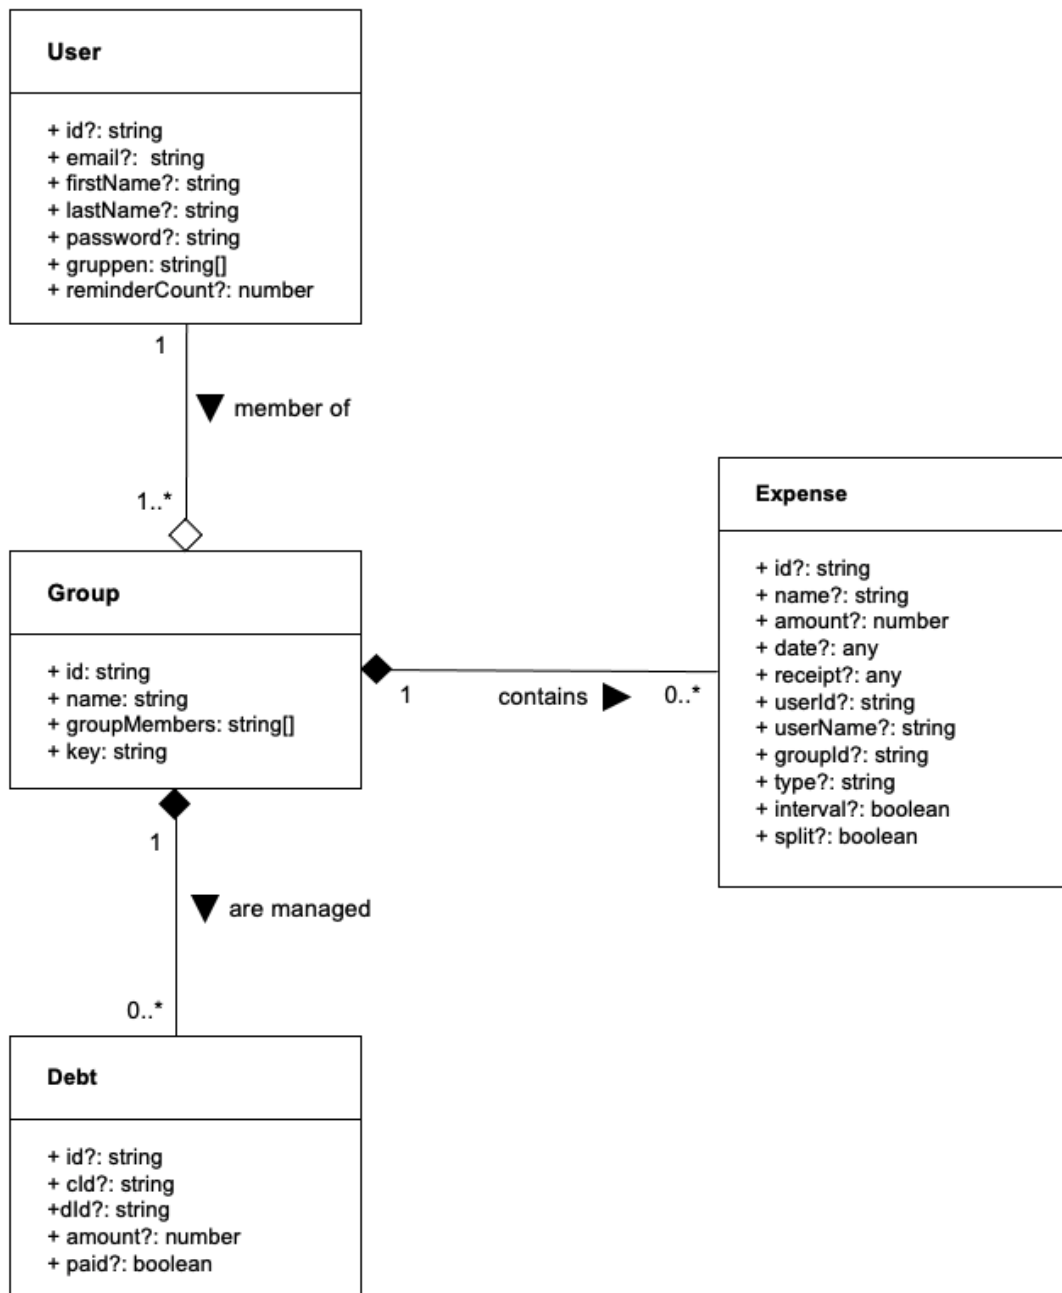 User
+ id?: string
+ email?:  string
+ firstName?: string
+ lastName?: string
+ password?: string
+ gruppen: string[]
+ reminderCount?: number
1
member of
1..*
Group
+ id: string
+ name: string
+ groupMembers: string[]
+ key: string
1
contains
0..*
Expense
+ id?: string
+ name?: string
+ amount?: number
+ date?: any
+ receipt?: any
+ userId?: string
+ userName?: string
+ groupId?: string
+ type?: string
+ interval?: boolean
+ split?: boolean
1
are managed
0..*
Debt
+ id?: string
+ cId?: string
+dId?: string
+ amount?: number
+ paid?: boolean